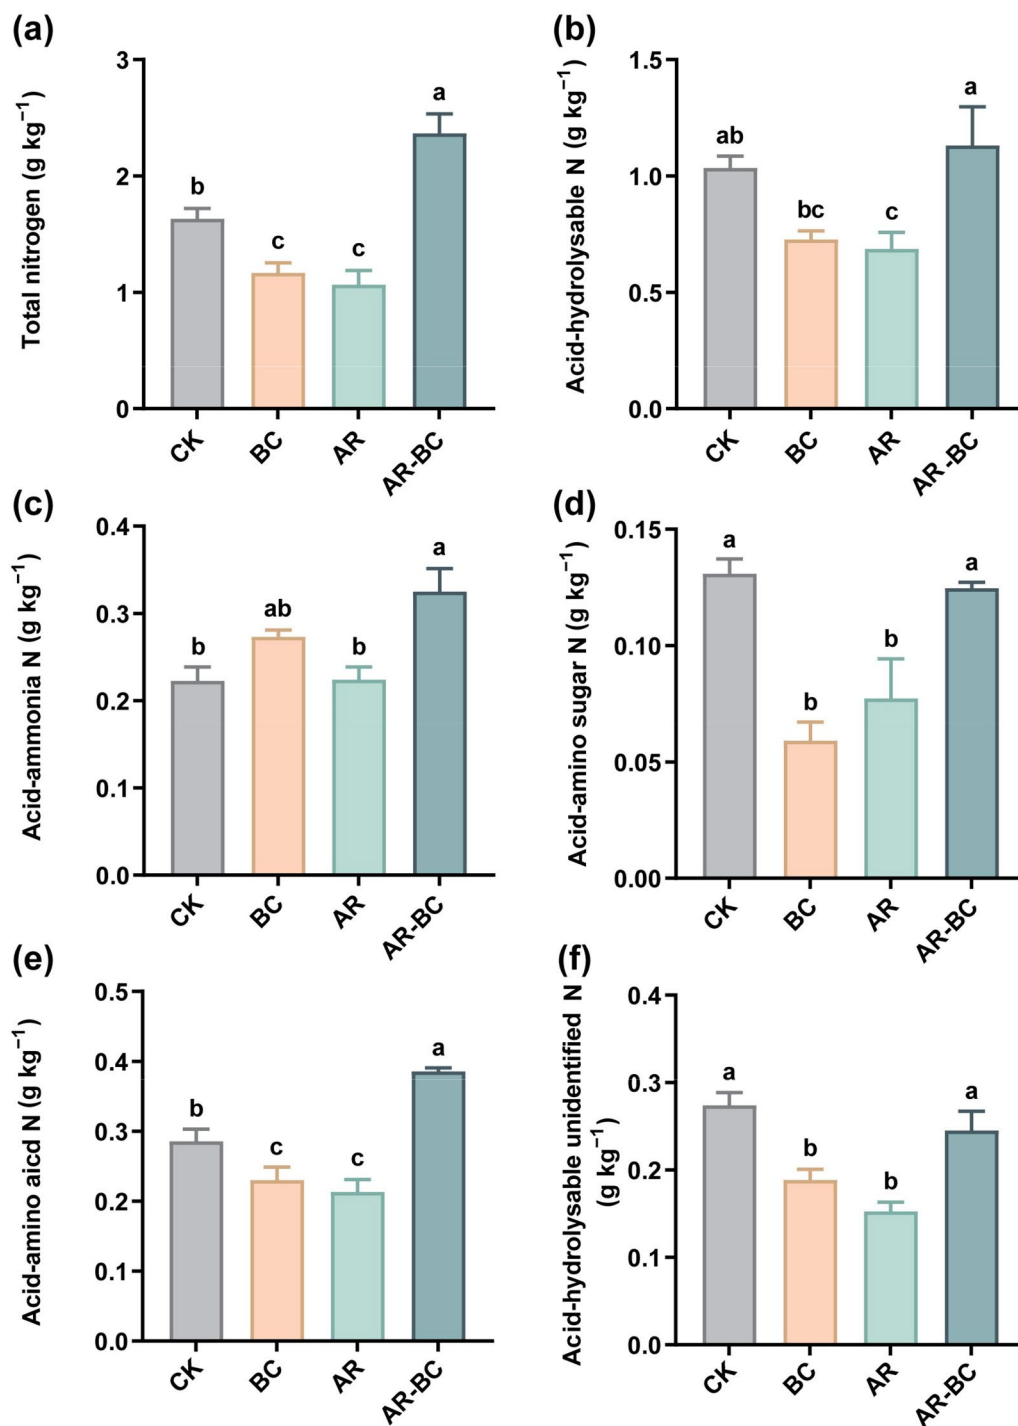 (a)
Total nitrogen (g kg⁻¹)
3
2
1
0
b
c
c
a
CK
BC
AR
AR-BC
(b)
Acid-hydrolysable N (g kg⁻¹)
1.5
1.0
0.5
0.0
ab
bc
c
a
CK
BC
AR
AR-BC
(c)
Acid-ammonia N (g kg⁻¹)
0.4
0.3
0.2
0.1
0.0
b
ab
b
a
CK
BC
AR
AR-BC
(d)
Acid-amino sugar N (g kg⁻¹)
0.15
0.10
0.05
0.00
a
b
b
a
CK
BC
AR
AR-BC
(e)
Acid-amino aicd N (g kg⁻¹)
0.5
0.4
0.3
0.2
0.1
0.0
b
c
c
a
CK
BC
AR
AR-BC
(f)
Acid-hydrolysable unidentified N
(g kg⁻¹)
0.4
0.3
0.2
0.1
0.0
a
b
b
a
CK
BC
AR
AR-BC